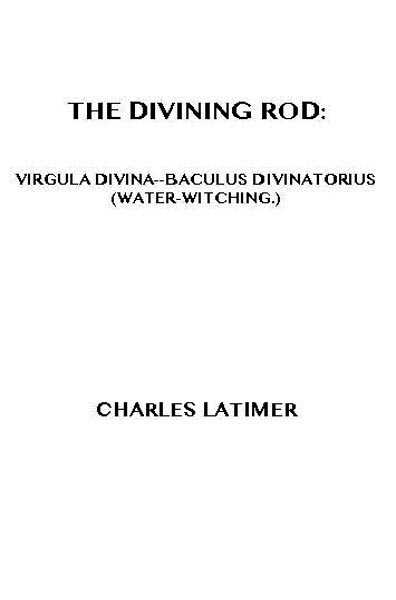 THE DIVINING ROD:
VIRGULA DIVINA--BACULUS DIVINATORIUS
(WATER-WITCHING.)
CHARLES LATIMER